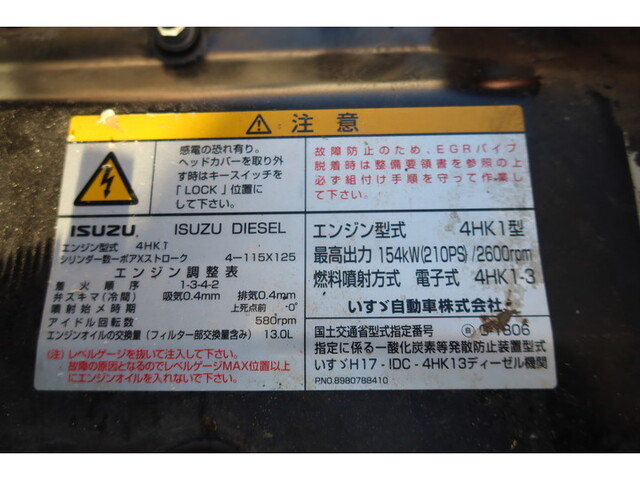 ⚠ 注意
感電の恐れ有り。
ヘッドカバーを取り外
す時はキースイッチを
「LOCK」位置に
して下さい。
故障防止のため、EGRパイプ
脱着時は整備要領書を参照の上
必ず組付け手順を守って作業し
て下さい。
ISUZU ISUZU DIESEL
エンジン型式 4HK1
シリンダー数ーボアXストローク 4-115X125
エンジン調整表
着火順序 1-3-4-2
弁スキマ(冷間) 吸気0.4mm 排気0.4mm
噴射始メ時期 上死点前 0°
アイドル回転数 580rpm
エンジンオイルの交換量(フィルター部交換量含み) 13.0L
(注)レベルゲージを抜いて注入して下さい。
故障の原因となるのでレベルゲージMAX位置以上
にエンジンオイルを入れないで下さい。
エンジン型式 4HK1型
最高出力 154kW(210PS)/2600rpm
燃料噴射方式 電子式 4HK1-3
いすゞ自動車株式会社
国土交通省型式指定番号 J-1806
指定に係る一酸化炭素等発散防止装置型式
いすゞH17-IDC-4HK13ディーゼル機関
P.NO.8980788410